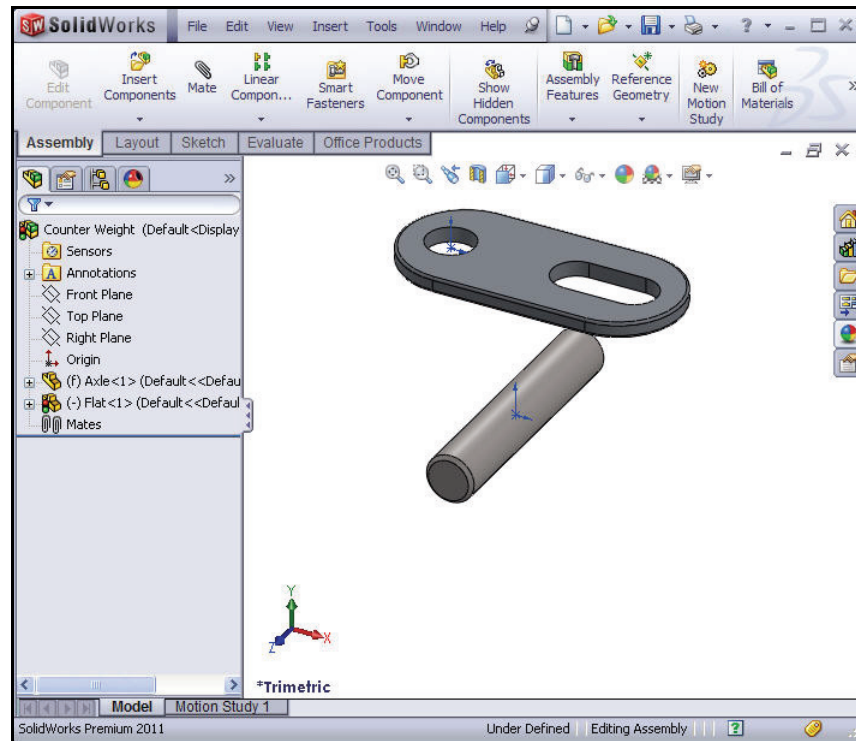 SolidWorks File Edit View Insert Tools Window Help ?
Edit Component
Insert Components
Mate
Linear Compon...
Smart Fasteners
Move Component
Show Hidden Components
Assembly Features
Reference Geometry
New Motion Study
Bill of Materials
»
Assembly Layout Sketch Evaluate Office Products
»
Counter Weight (Default<Display
Sensors
A Annotations
Front Plane
Top Plane
Right Plane
Origin
(f) Axle<1> (Default<<Defau
(-) Flat<1> (Default<<Defaul
Mates
Y
X
Z
*Trimetric
Model Motion Study 1
SolidWorks Premium 2011 Under Defined Editing Assembly ?